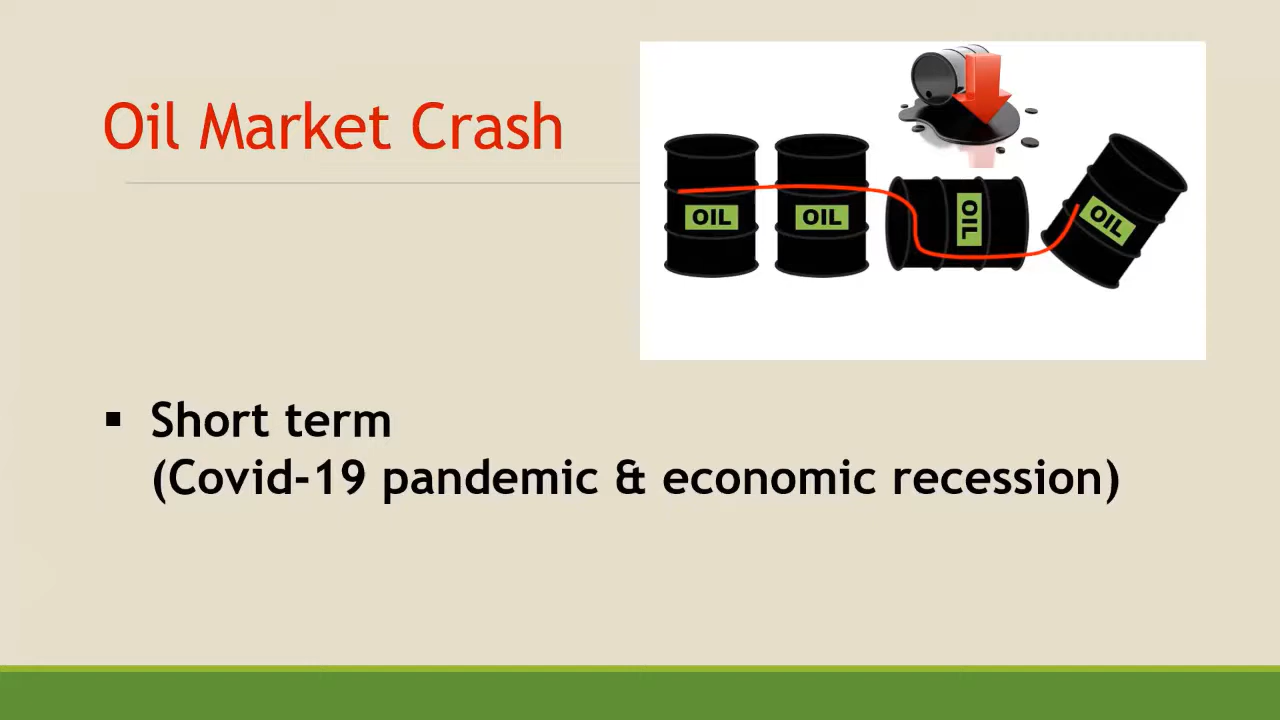 Oil Market Crash
OIL
OIL
OIL
OIL
▪ Short term
(Covid-19 pandemic & economic recession)